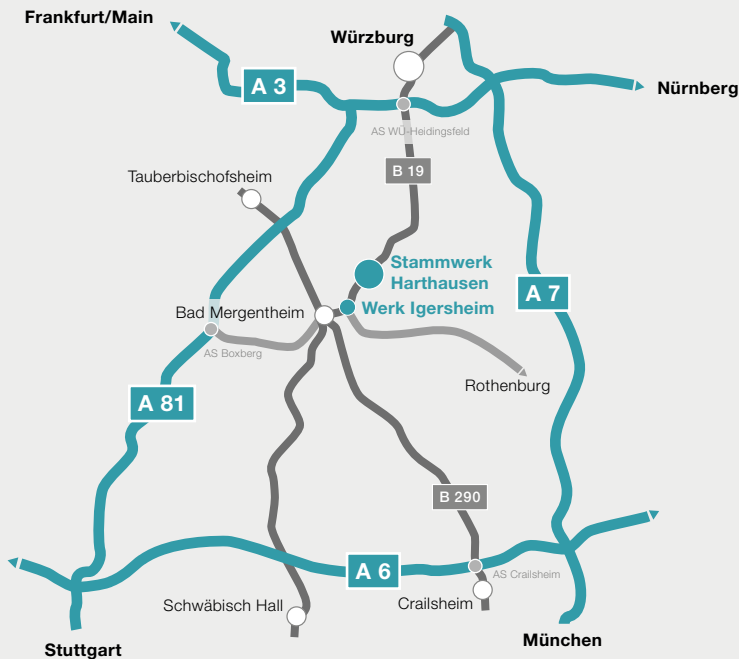 Frankfurt/Main
Würzburg
A 3
Nürnberg
AS WÜ-Heidingsfeld
B 19
Tauberbischofsheim
Stammwerk
Harthausen
A 7
Bad Mergentheim
Werk Igersheim
AS Boxberg
Rothenburg
A 81
B 290
A 6
AS Crailsheim
Schwäbisch Hall
Crailsheim
München
Stuttgart